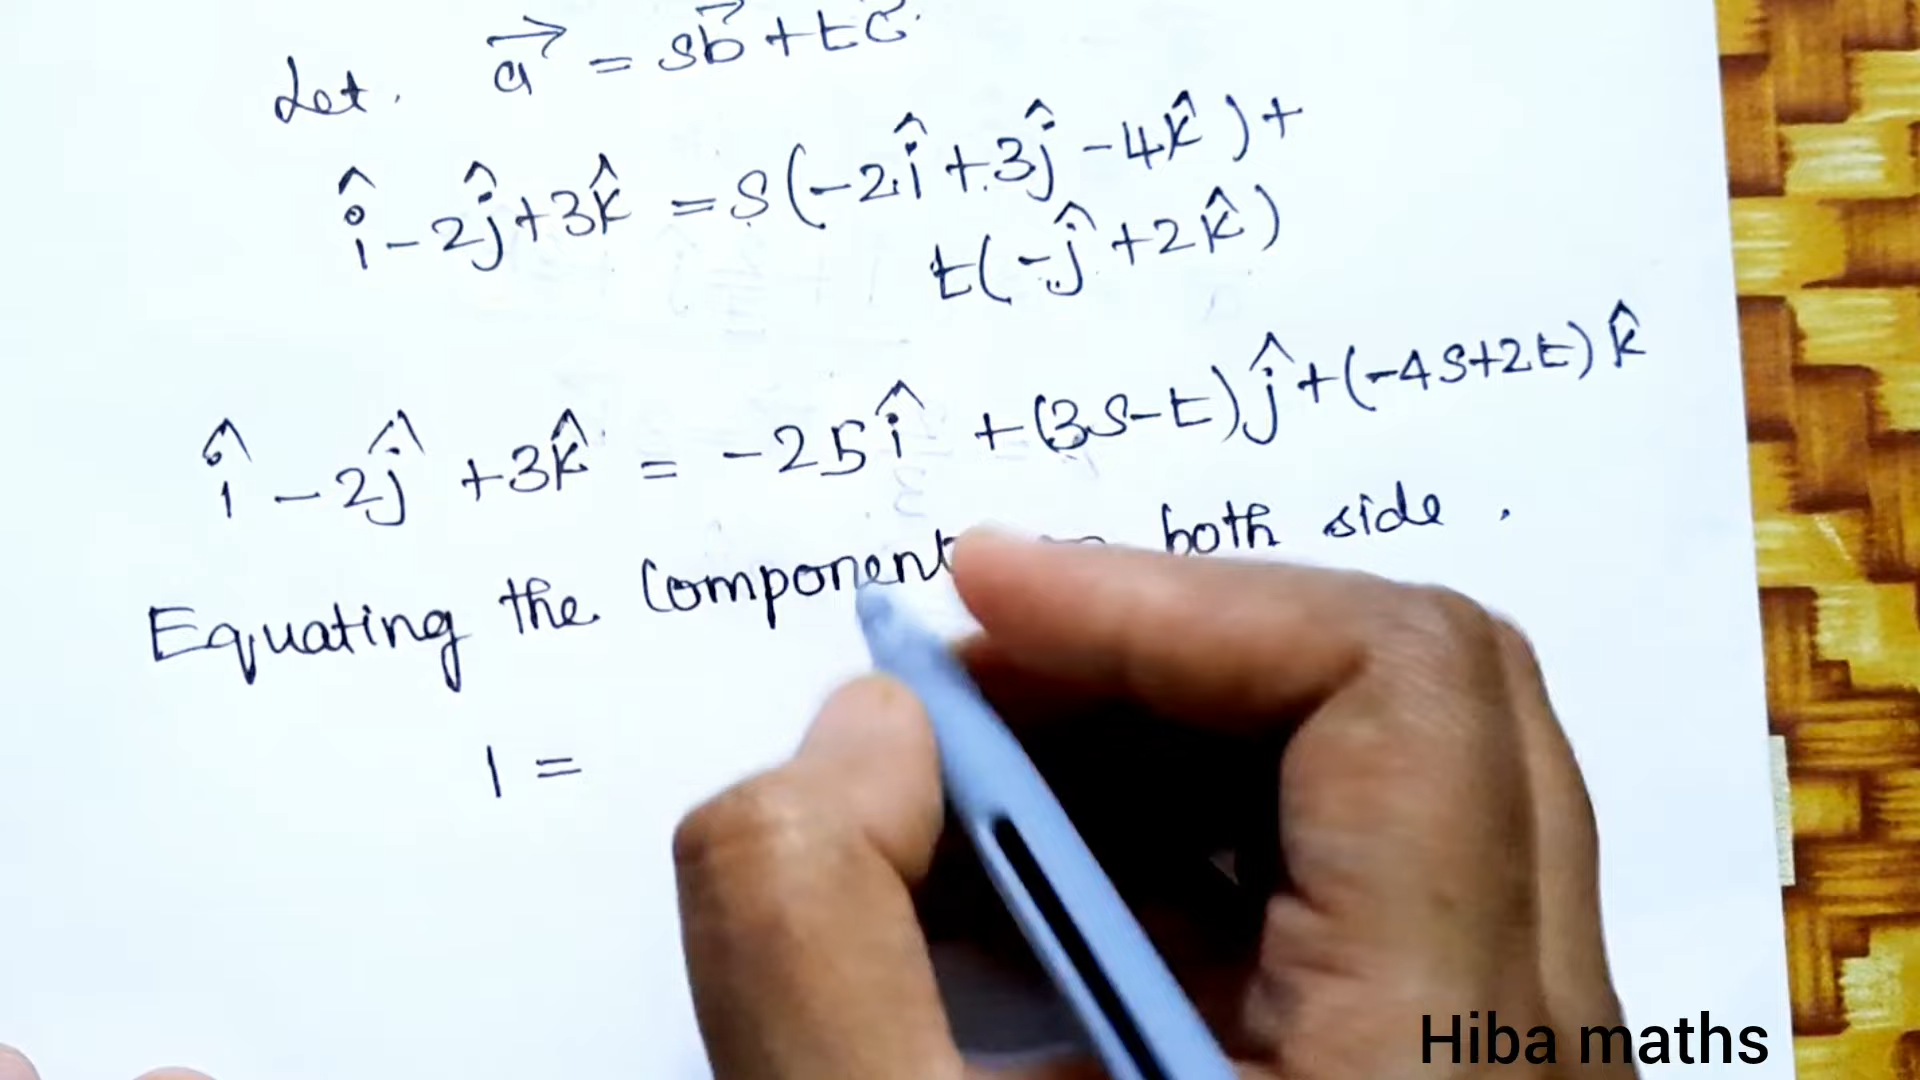 Let. a⃗ = sb⃗ + tc⃗.
î - 2ĵ + 3k̂ = s(-2î + 3ĵ - 4k̂) +
t(-ĵ + 2k̂)
î - 2ĵ + 3k̂ = -2sî + (3s-t)ĵ + (-4s+2t)k̂
Equating the component both side.
1 =
Hiba maths